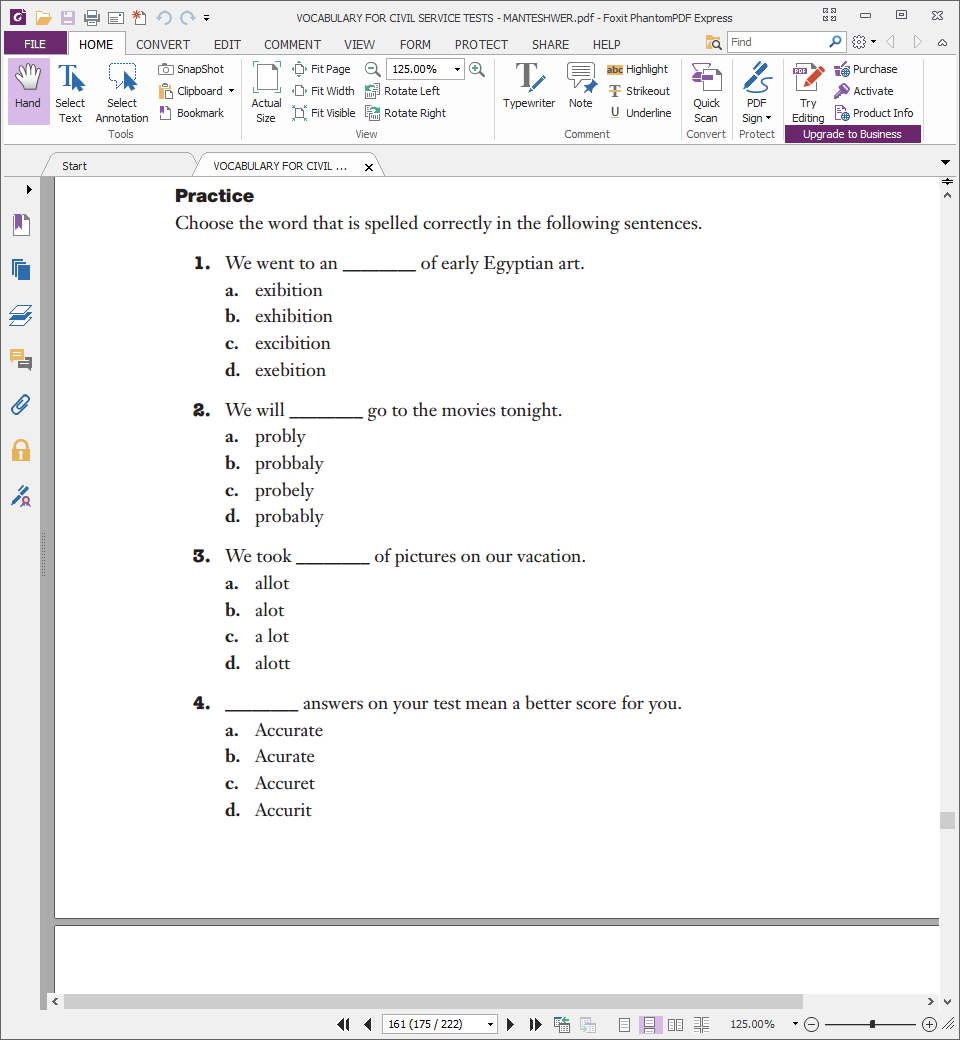 VOCABULARY FOR CIVIL SERVICE TESTS - MANTESHWER.pdf - Foxit PhantomPDF Express
FILE HOME CONVERT EDIT COMMENT VIEW FORM PROTECT SHARE HELP Find
Hand
Select Text
Select Annotation
SnapShot
Clipboard
Bookmark
Tools
Actual Size
Fit Page
Fit Width
Fit Visible
125.00%
Rotate Left
Rotate Right
View
Typewriter
Note
abc Highlight
Strikeout
Underline
Comment
Quick Scan
Convert
PDF Sign
Protect
PDF
Try Editing
Purchase
Activate
Product Info
Upgrade to Business
Start VOCABULARY FOR CIVIL ...
Practice
Choose the word that is spelled correctly in the following sentences.
1. We went to an ________ of early Egyptian art.
a. exibition
b. exhibition
c. excibition
d. exebition
2. We will ________ go to the movies tonight.
a. probly
b. probbaly
c. probely
d. probably
3. We took ________ of pictures on our vacation.
a. allot
b. alot
c. a lot
d. alott
4. ________ answers on your test mean a better score for you.
a. Accurate
b. Acurate
c. Accuret
d. Accurit
161 (175 / 222) 125.00%